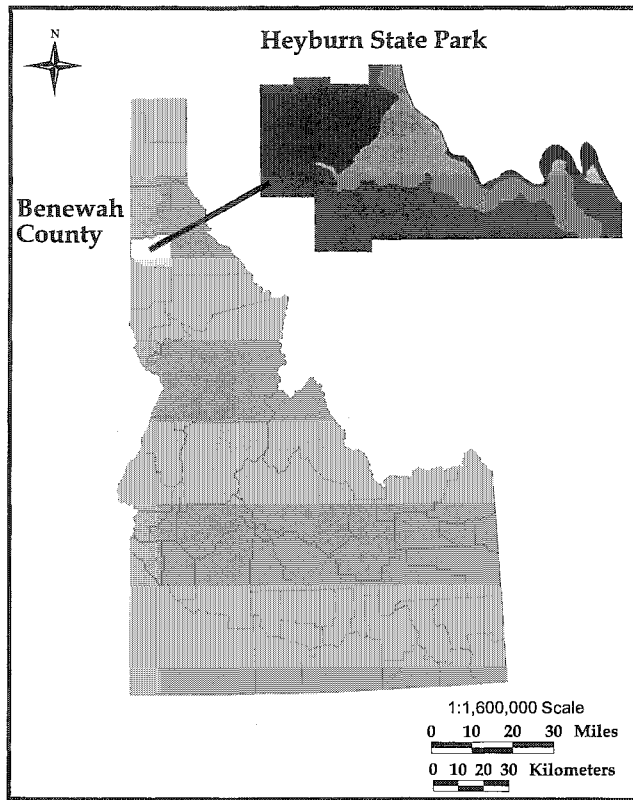 N
Heyburn State Park
Benewah
County
1:1,600,000 Scale
0 10 20 30 Miles
0 10 20 30 Kilometers